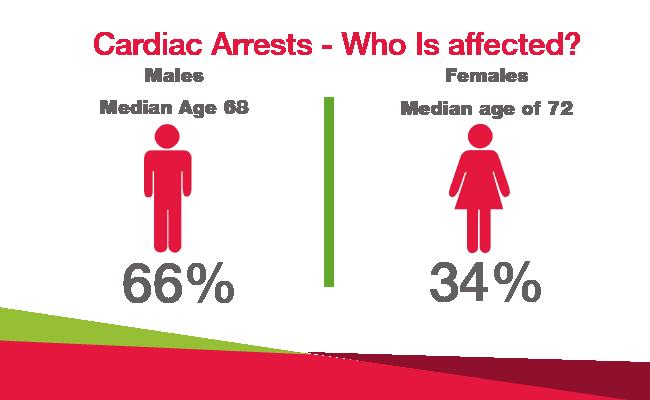 Cardiac Arrests - Who Is affected?
Males
Median Age 68
66%
Females
Median age of 72
34%